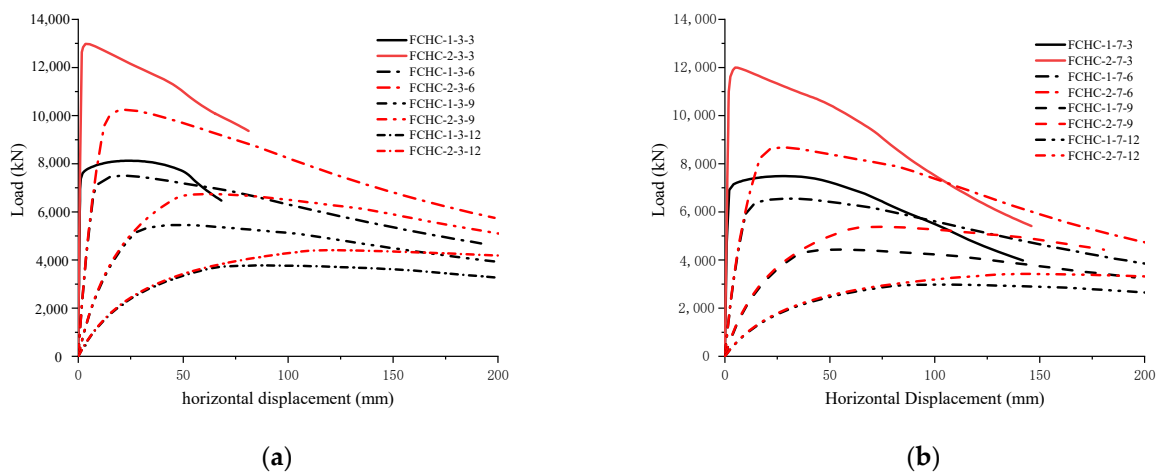 14,000
12,000
10,000
8,000
6,000
4,000
2,000
0
Load (kN)
FCHC-1-3-3
FCHC-2-3-3
FCHC-1-3-6
FCHC-2-3-6
FCHC-1-3-9
FCHC-2-3-9
FCHC-1-3-12
FCHC-2-3-12
0 50 100 150 200
horizontal displacement (mm)
(a)
14,000
12,000
10,000
8,000
6,000
4,000
2,000
0
Load (kN)
FCHC-1-7-3
FCHC-2-7-3
FCHC-1-7-6
FCHC-2-7-6
FCHC-1-7-9
FCHC-2-7-9
FCHC-1-7-12
FCHC-2-7-12
0 50 100 150 200
Horizontal Displacement (mm)
(b)